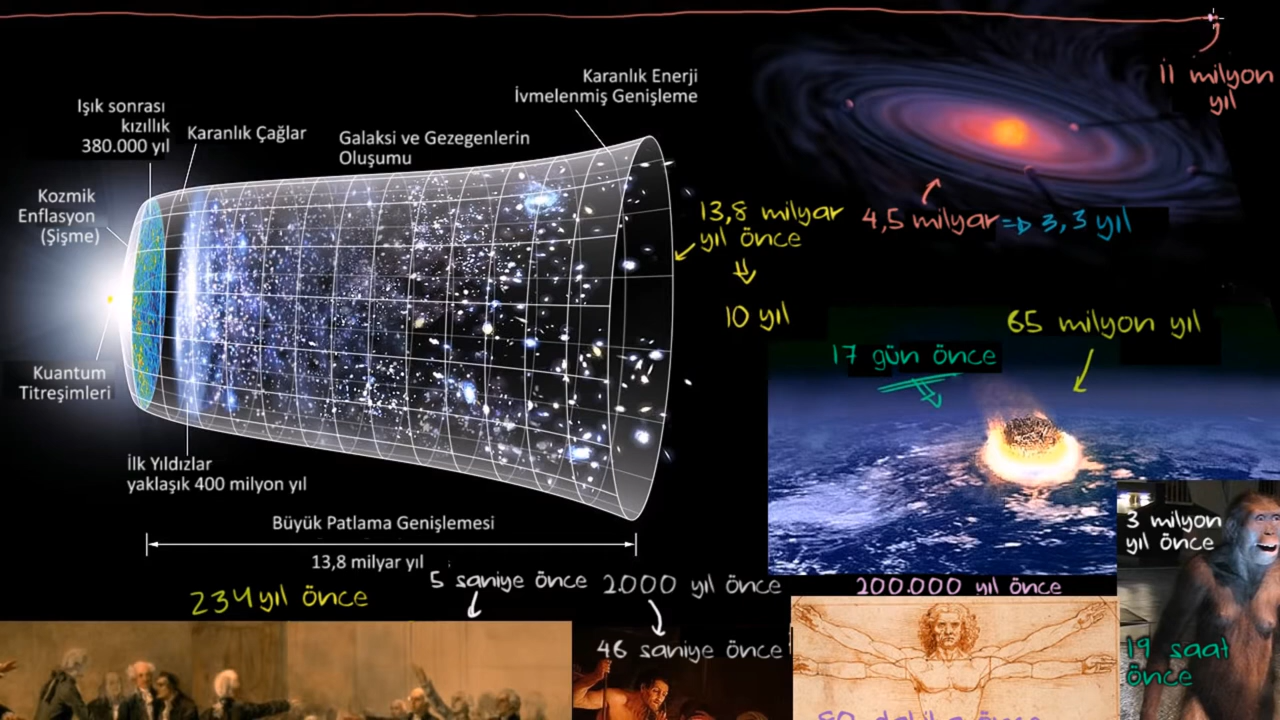 11 milyon
yıl
Karanlık Enerji
İvmelenmiş Genişleme
Işık sonrası
kızıllık
380.000 yıl
Karanlık Çağlar
Galaksi ve Gezegenlerin
Oluşumu
Kozmik
Enflasyon
(Şişme)
13,8 milyar
yıl önce
10 yıl
4,5 milyar ⇒ 3,3 yıl
65 milyon yıl
17 gün önce
Kuantum
Titreşimleri
İlk Yıldızlar
yaklaşık 400 milyon yıl
Büyük Patlama Genişlemesi
13,8 milyar yıl
3 milyon
yıl önce
234 yıl önce
5 saniye önce
2.000 yıl önce
200.000 yıl önce
46 saniye önce
19 saat
önce